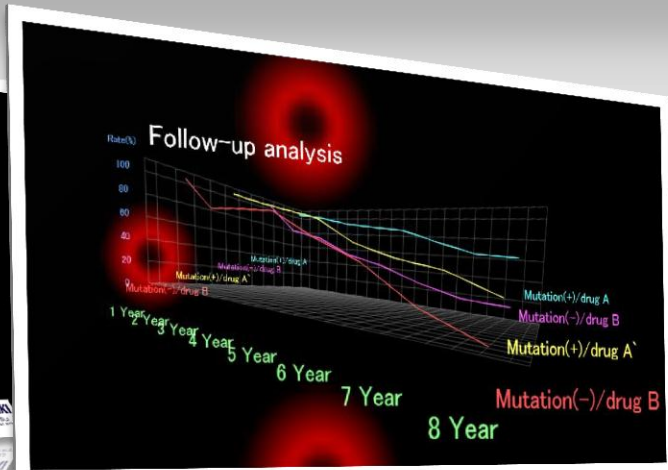 Rate(%)
Follow-up analysis
100
80
60
40
20
0
Mutation(+)/drug A
Mutation(-)/drug B
Mutation(+)/drug A`
Mutation(-)/drug B
1 Year
2 Year
3 Year
4 Year
5 Year
6 Year
7 Year
8 Year
Mutation(+)/drug A
Mutation(-)/drug B
Mutation(+)/drug A`
Mutation(-)/drug B